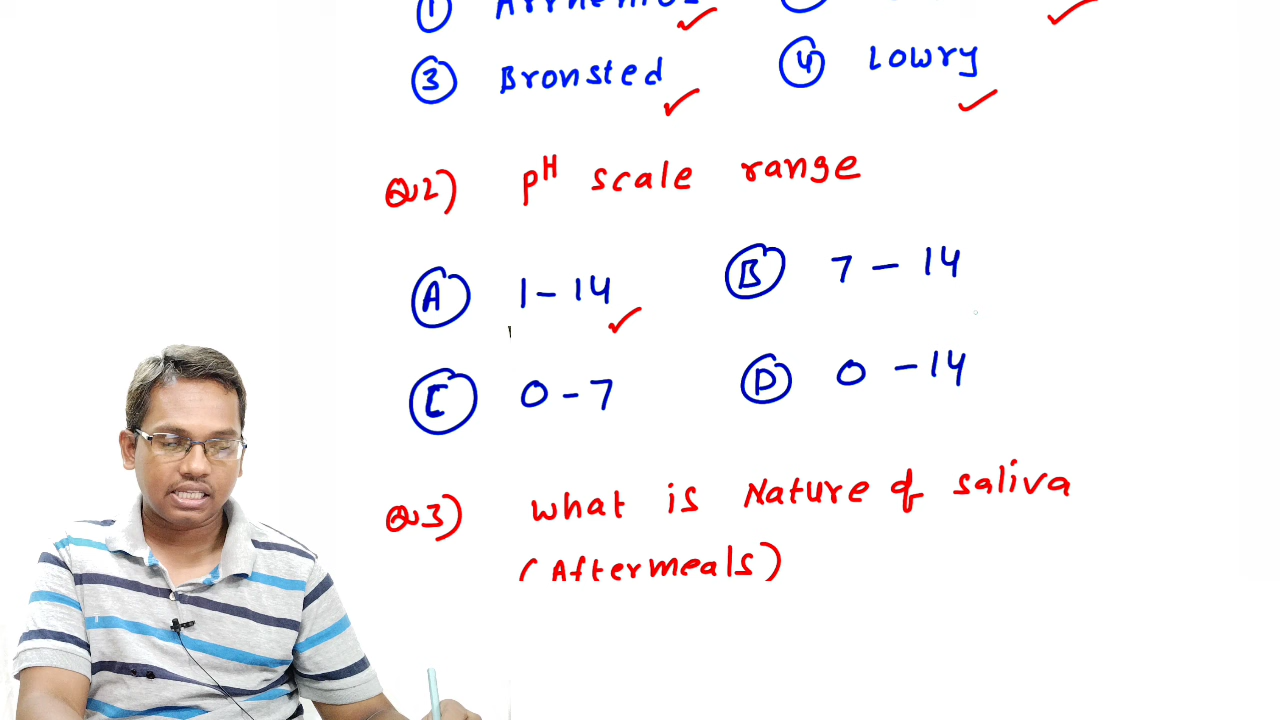 ①
③ Bronsted ④ Lowry
Q2) pH scale range
Ⓐ 1-14 Ⓑ 7-14
Ⓒ 0-7 Ⓓ 0-14
Q3) What is Nature of saliva
(Aftermeals)